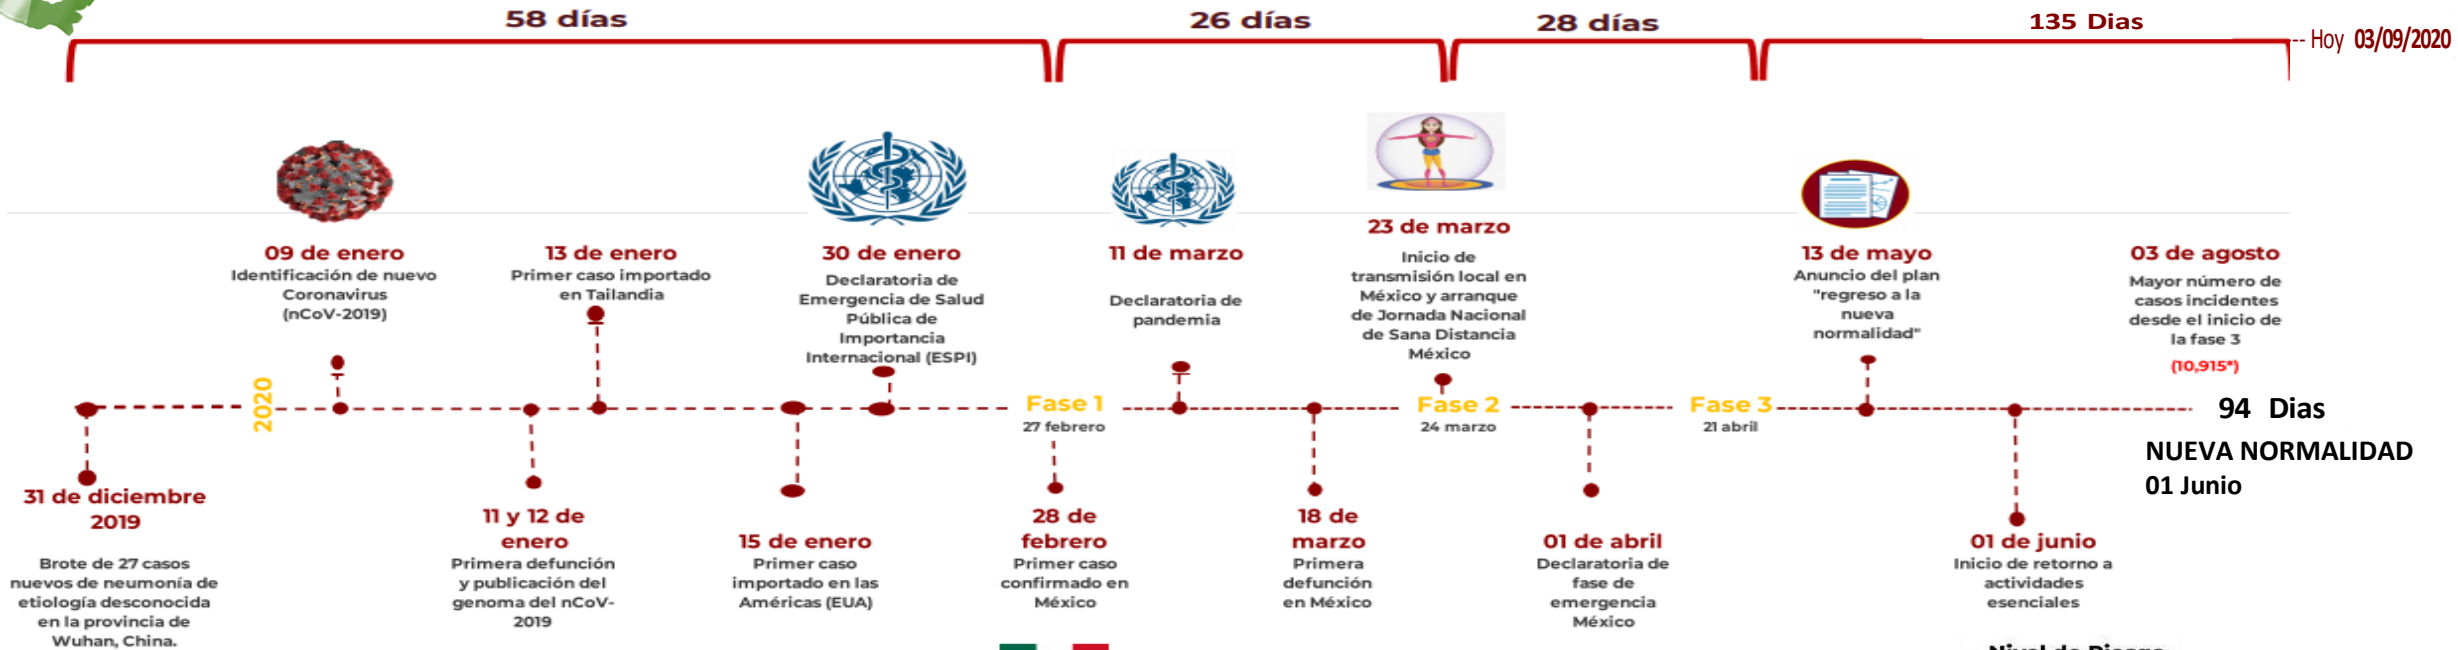 58 días
26 días
28 días
135 Dias
-- Hoy 03/09/2020
09 de enero
Identificación de nuevo
Coronavirus
(nCoV-2019)
13 de enero
Primer caso importado
en Tailandia
30 de enero
Declaratoria de
Emergencia de Salud
Pública de
Importancia
Internacional (ESPI)
11 de marzo
Declaratoria de
pandemia
23 de marzo
Inicio de
transmisión local en
México y arranque
de Jornada Nacional
de Sana Distancia
México
13 de mayo
Anuncio del plan
"regreso a la
nueva
normalidad"
03 de agosto
Mayor número de
casos incidentes
desde el inicio de
la fase 3
(10,915*)
2020
Fase 1
27 febrero
Fase 2
24 marzo
Fase 3
21 abril
94 Dias
NUEVA NORMALIDAD
01 Junio
31 de diciembre
2019
Brote de 27 casos
nuevos de neumonía de
etiología desconocida
en la provincia de
Wuhan, China.
11 y 12 de
enero
Primera defunción
y publicación del
genoma del nCoV-
2019
15 de enero
Primer caso
importado en las
Américas (EUA)
28 de
febrero
Primer caso
confirmado en
México
18 de
marzo
Primera
defunción
en México
01 de abril
Declaratoria de
fase de
emergencia
México
01 de junio
Inicio de retorno a
actividades
esenciales
Nivel de Riesgo